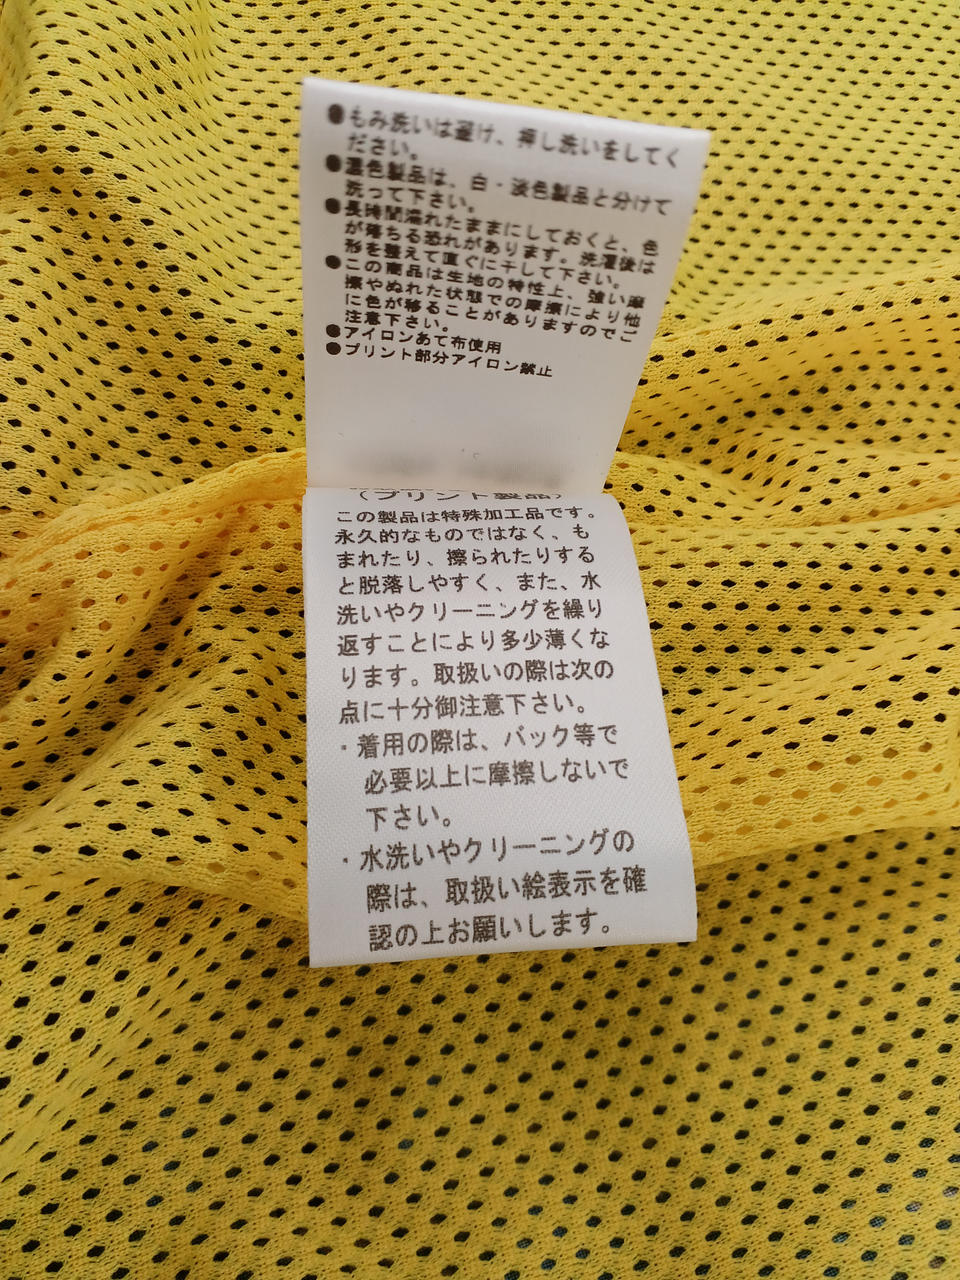 ●もみ洗いは避け、押し洗いをしてく
ださい。
●濃色製品は、白・淡色製品と分けて
洗って下さい。
●長時間濡れたままにしておくと、色
が落ちる恐れがあります。洗濯後は
形を整えて直ぐに干して下さい。
●この商品は生地の特性上、強い摩
擦やぬれた状態での摩擦により他
に色が移ることがありますのでご
注意下さい。
●アイロンあて布使用
●プリント部分アイロン禁止
(プリント製品)
この製品は特殊加工品です。
永久的なものではなく、も
まれたり、擦られたりする
と脱落しやすく、また、水
洗いやクリーニングを繰り
返すことにより多少薄くな
ります。取扱いの際は次の
点に十分御注意下さい。
・着用の際は、バック等で
必要以上に摩擦しないで
下さい。
・水洗いやクリーニングの
際は、取扱い絵表示を確
認の上お願いします。